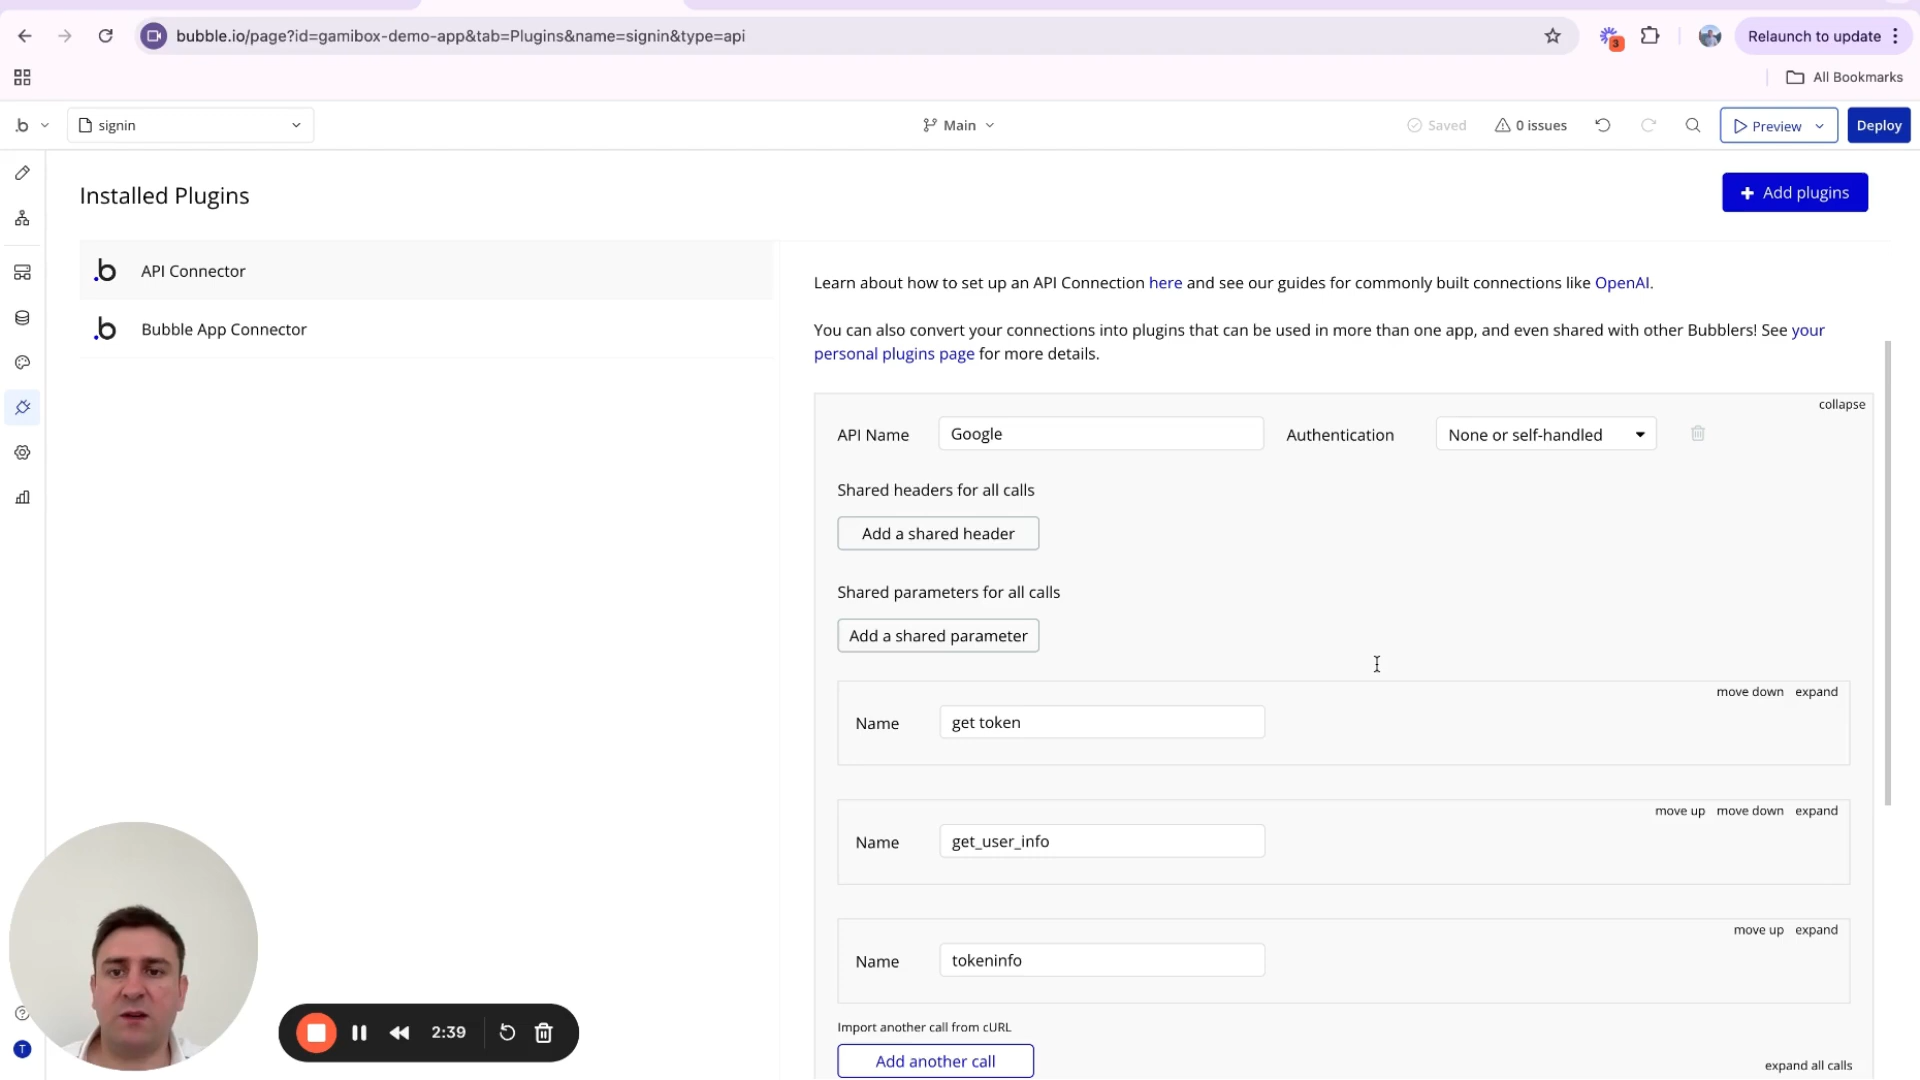 bubble.io/page?id=gamibox-demo-app&tab=Plugins&name=signin&type=api
3
Relaunch to update
All Bookmarks
.b
signin
Main
Saved
0 issues
Preview
Deploy
Installed Plugins
+ Add plugins
.b API Connector
.b Bubble App Connector
Learn about how to set up an API Connection here and see our guides for commonly built connections like OpenAI.
You can also convert your connections into plugins that can be used in more than one app, and even shared with other Bubblers! See your
personal plugins page for more details.
collapse
API Name Google Authentication None or self-handled
Shared headers for all calls
Add a shared header
Shared parameters for all calls
Add a shared parameter
move down expand
Name get token
move up move down expand
Name get_user_info
move up expand
Name tokeninfo
Import another call from cURL
Add another call
expand all calls
2:39
T